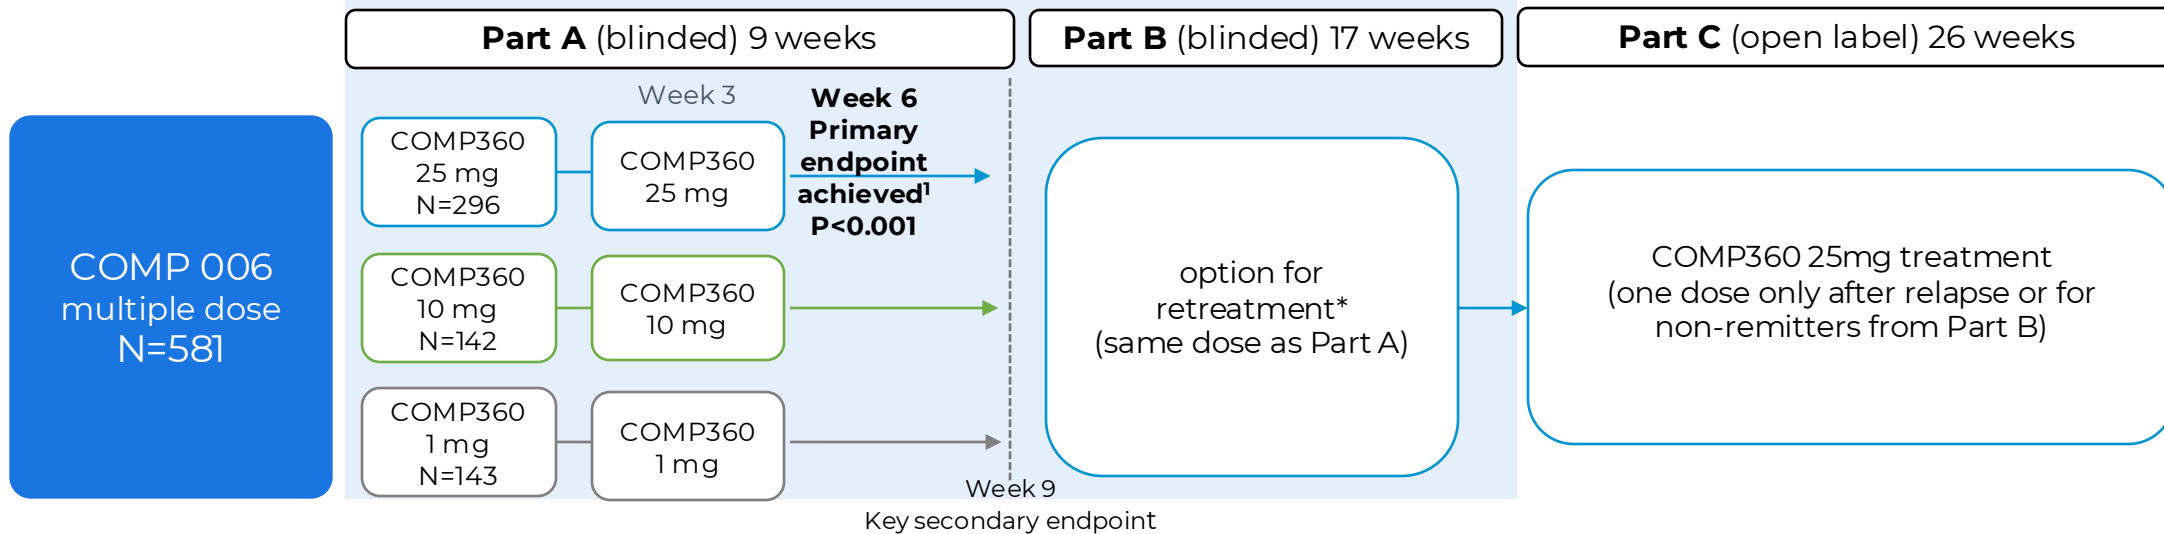 Part A (blinded) 9 weeks
Part B (blinded) 17 weeks
Part C (open label) 26 weeks
COMP 006
multiple dose
N=581
COMP360
25 mg
N=296
Week 3
COMP360
25 mg
Week 6
Primary
endpoint
achieved¹
P<0.001
COMP360
10 mg
N=142
COMP360
10 mg
COMP360
1 mg
N=143
COMP360
1 mg
Week 9
Key secondary endpoint
option for
retreatment*
(same dose as Part A)
COMP360 25mg treatment
(one dose only after relapse or for
non-remitters from Part B)